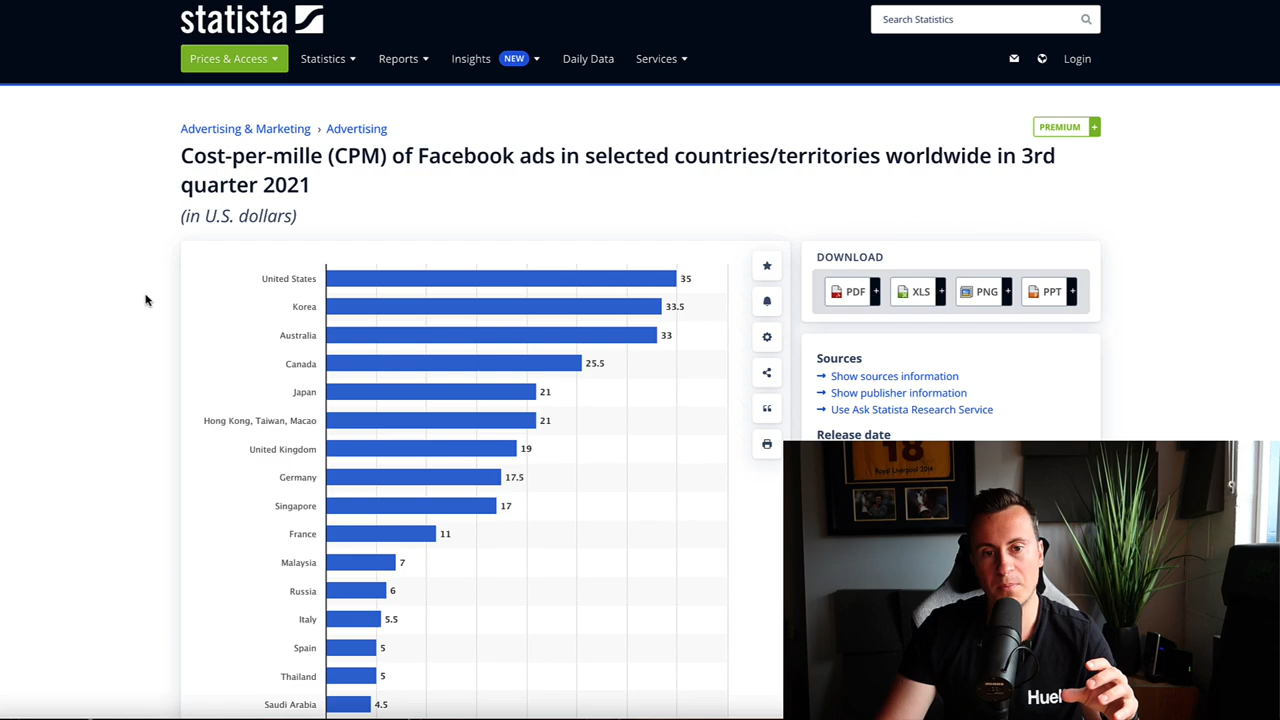 statista
Search Statistics
Prices & Access
Statistics
Reports
Insights
NEW
Daily Data
Services
Login
Advertising & Marketing › Advertising
PREMIUM +
Cost-per-mille (CPM) of Facebook ads in selected countries/territories worldwide in 3rd
quarter 2021
(in U.S. dollars)
United States 35
Korea 33.5
Australia 33
Canada 25.5
Japan 21
Hong Kong, Taiwan, Macao 21
United Kingdom 19
Germany 17.5
Singapore 17
France 11
Malaysia 7
Russia 6
Italy 5.5
Spain 5
Thailand 5
Saudi Arabia 4.5
DOWNLOAD
PDF + XLS + PNG + PPT +
Sources
→ Show sources information
→ Show publisher information
→ Use Ask Statista Research Service
Release date
18
Royal Liverpool 2014
Huel